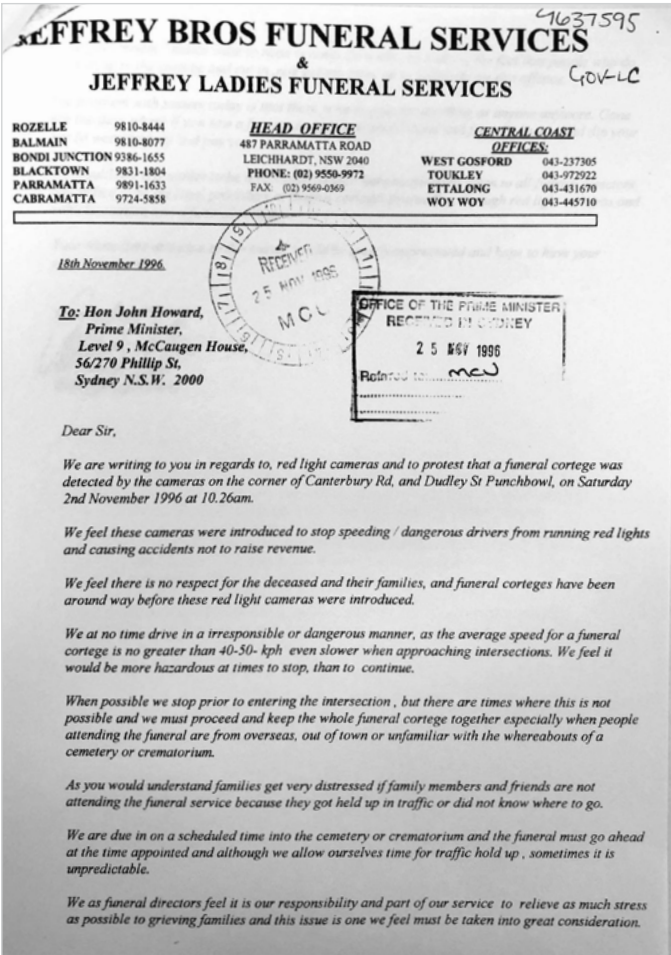 4637595
JEFFREY BROS FUNERAL SERVICES
&
JEFFREY LADIES FUNERAL SERVICES
GOV-LC
ROZELLE 9810-8444
BALMAIN 9810-8077
BONDI JUNCTION 9386-1655
BLACKTOWN 9831-1804
PARRAMATTA 9891-1633
CABRAMATTA 9724-5858
HEAD OFFICE
487 PARRAMATTA ROAD
LEICHARDT, NSW 2040
PHONE: (02) 9550-9972
FAX (02) 9569-0369
CENTRAL COAST
OFFICES:
WEST GOSFORD 043-237305
TOUKLEY 043-972922
ETTALONG 043-431670
WOY WOY 043-445710
18th November 1996.
RECEIVED
25 NOV 1996
MCU
To: Hon John Howard,
Prime Minister,
Level 9 , McCaugen House,
56/270 Phillip St,
Sydney N.S.W. 2000
OFFICE OF THE PRIME MINISTER
RECEIVED IN SYDNEY
25 NOV 1996
Referred to: MCU
Dear Sir,
We are writing to you in regards to, red light cameras and to protest that a funeral cortege was
detected by the cameras on the corner of Canterbury Rd, and Dudley St Punchbowl, on Saturday
2nd November 1996 at 10.26am.
We feel these cameras were introduced to stop speeding / dangerous drivers from running red lights
and causing accidents not to raise revenue.
We feel there is no respect for the deceased and their families, and funeral corteges have been
around way before these red light cameras were introduced.
We at no time drive in a irresponsible or dangerous manner, as the average speed for a funeral
cortege is no greater than 40-50- kph even slower when approaching intersections. We feel it
would be more hazardous at times to stop, than to continue.
When possible we stop prior to entering the intersection , but there are times where this is not
possible and we must proceed and keep the whole funeral cortege together especially when people
attending the funeral are from overseas, out of town or unfamiliar with the whereabouts of a
cemetery or crematorium.
As you would understand families get very distressed if family members and friends are not
attending the funeral service because they got held up in traffic or did not know where to go.
We are due in on a scheduled time into the cemetery or crematorium and the funeral must go ahead
at the time appointed and although we allow ourselves time for traffic hold up , sometimes it is
unpredictable.
We as funeral directors feel it is our responsibility and part of our service to relieve as much stress
as possible to grieving families and this issue is one we feel must be taken into great consideration.